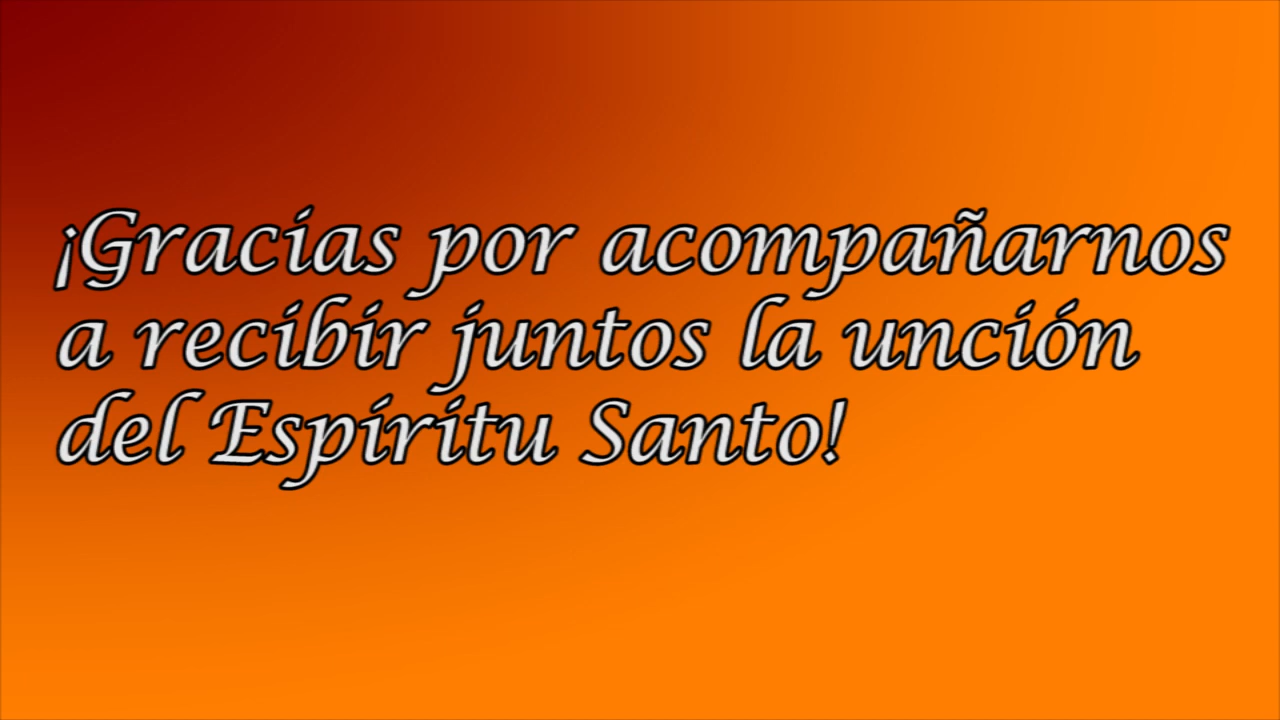 ¡Gracias por acompañarnos
a recibir juntos la unción
del Espíritu Santo!